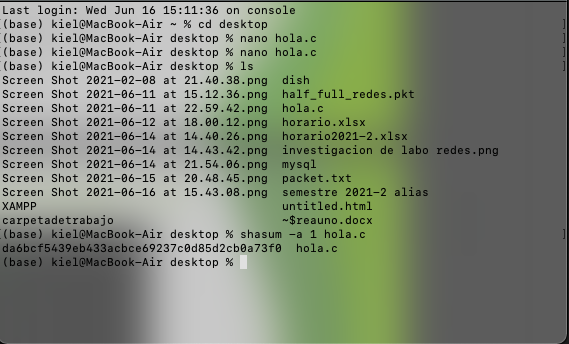 Last login: Wed Jun 16 15:11:36 on console
(base) kiel@MacBook-Air ~ % cd desktop
(base) kiel@MacBook-Air desktop % nano hola.c ]
(base) kiel@MacBook-Air desktop % nano hola.c ]
(base) kiel@MacBook-Air desktop % ls ]
Screen Shot 2021-02-08 at 21.40.38.png dish
Screen Shot 2021-06-11 at 15.12.36.png half_full_redes.pkt
Screen Shot 2021-06-11 at 22.59.42.png hola.c
Screen Shot 2021-06-12 at 18.00.12.png horario.xlsx
Screen Shot 2021-06-14 at 14.40.26.png horario2021-2.xlsx
Screen Shot 2021-06-14 at 14.43.42.png investigacion de labo redes.png
Screen Shot 2021-06-14 at 21.54.06.png mysql
Screen Shot 2021-06-15 at 20.48.45.png packet.txt
Screen Shot 2021-06-16 at 15.43.08.png semestre 2021-2 alias
XAMPP untitled.html
carpetadetrabajo ~$reauno.docx
(base) kiel@MacBook-Air desktop % shasum -a 1 hola.c ]
da6bcf5439eb433acbce69237c0d85d2cb0a73f0 hola.c
(base) kiel@MacBook-Air desktop %